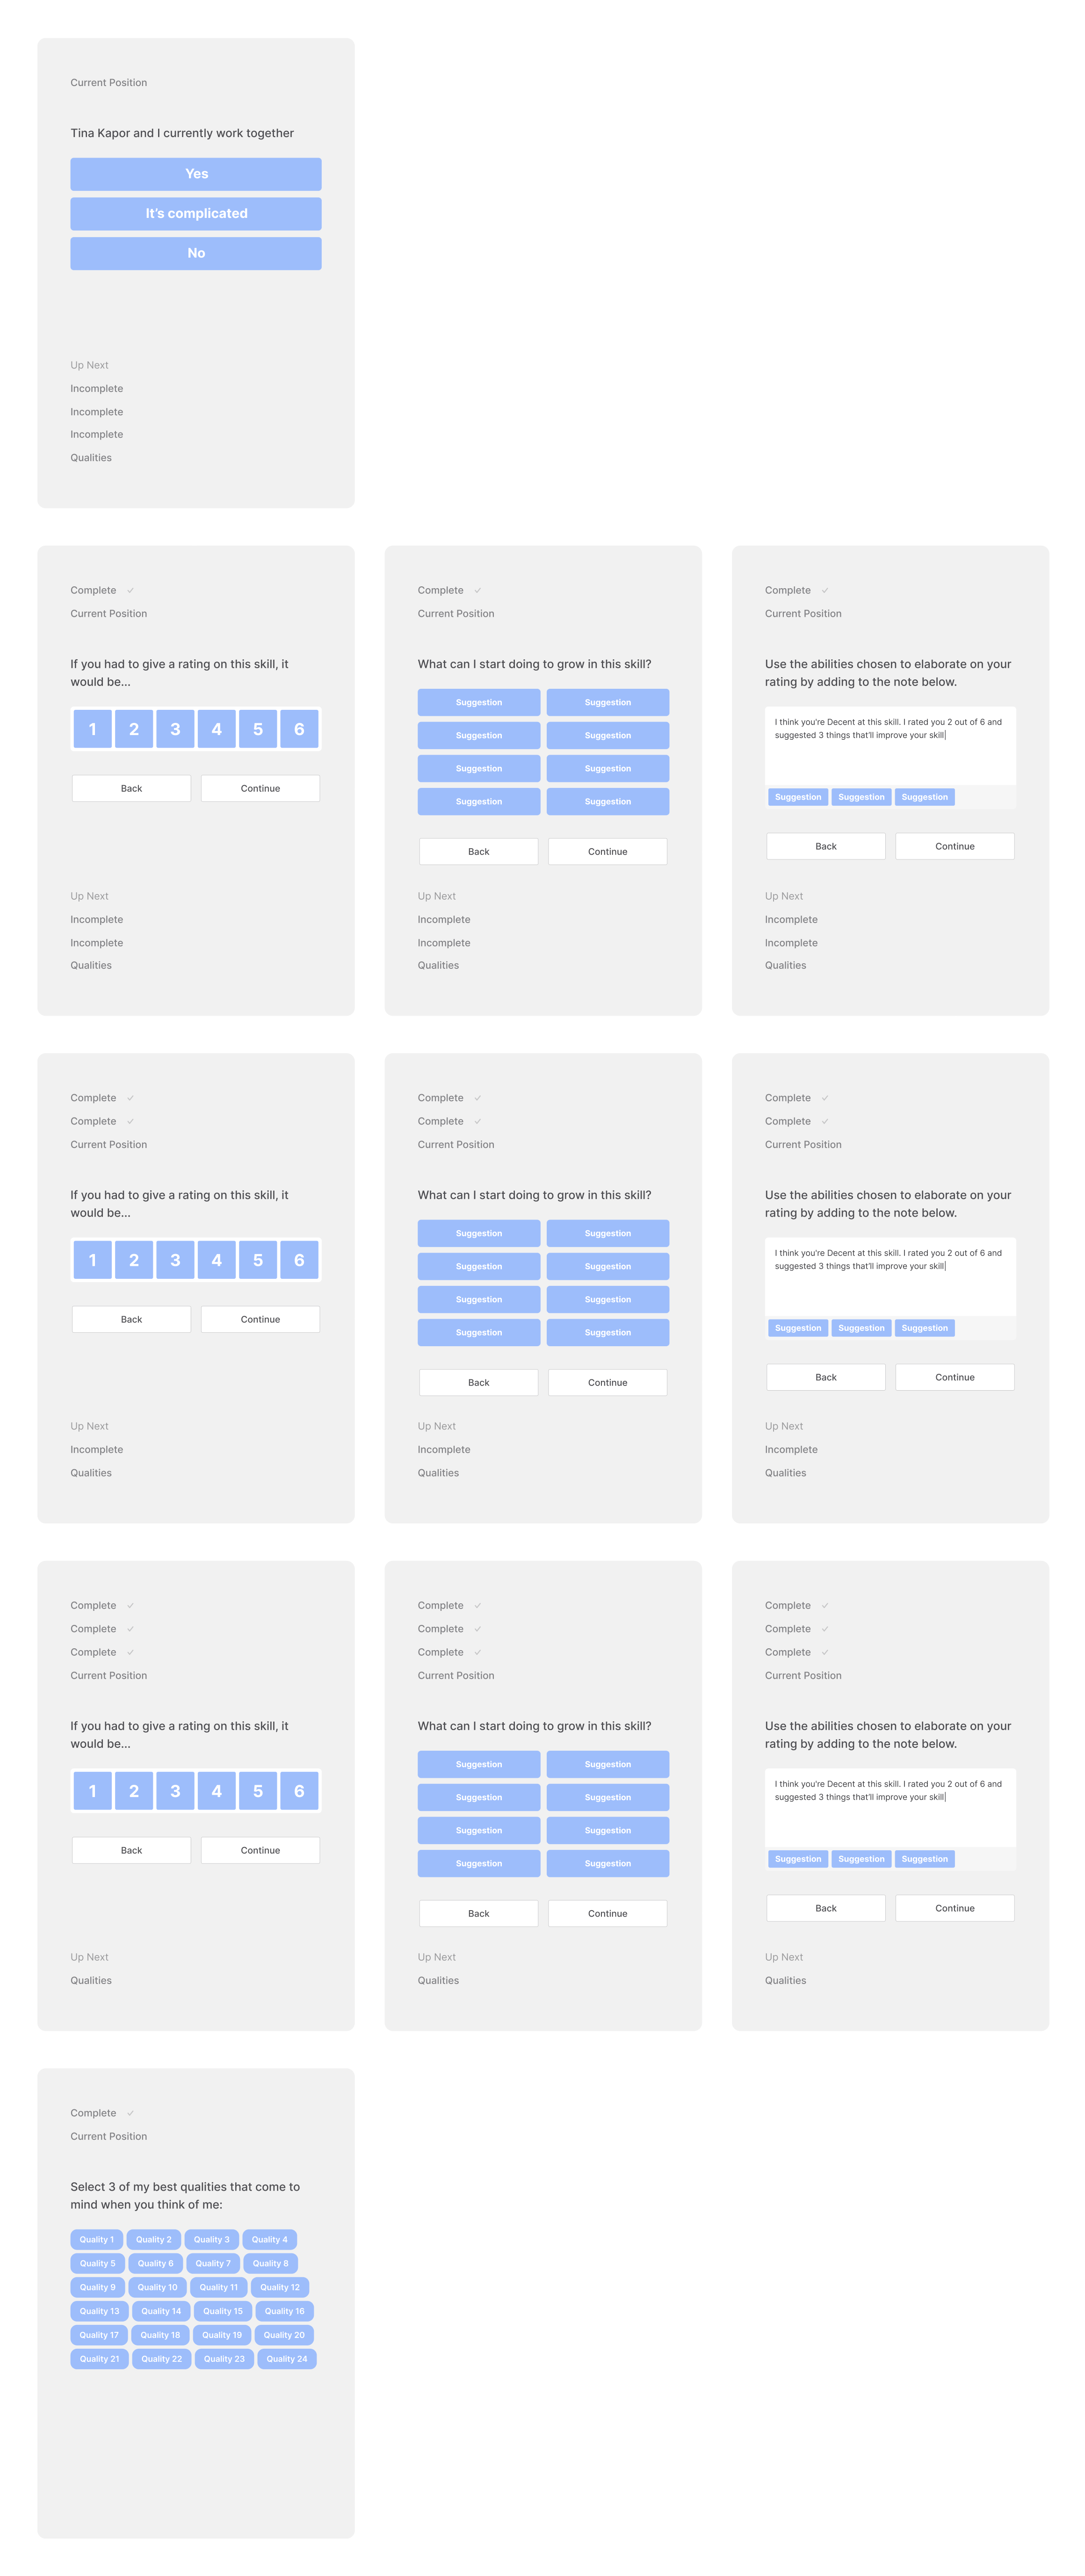 Current Position
Tina Kapor and I currently work together
Yes
It's complicated
No
Up Next
Incomplete
Incomplete
Incomplete
Qualities
Complete
Current Position
If you had to give a rating on this skill, it
would be...
1 2 3 4 5 6
Back Continue
Up Next
Incomplete
Incomplete
Qualities
Complete
Current Position
What can I start doing to grow in this skill?
Suggestion Suggestion
Suggestion Suggestion
Suggestion Suggestion
Suggestion Suggestion
Back Continue
Up Next
Incomplete
Incomplete
Qualities
Complete
Current Position
Use the abilities chosen to elaborate on your
rating by adding to the note below.
I think you're Decent at this skill. I rated you 2 out of 6 and
suggested 3 things that'll improve your skill
Suggestion Suggestion Suggestion
Back Continue
Up Next
Incomplete
Incomplete
Qualities
Complete
Complete
Current Position
If you had to give a rating on this skill, it
would be...
1 2 3 4 5 6
Back Continue
Up Next
Incomplete
Qualities
Complete
Complete
Current Position
What can I start doing to grow in this skill?
Suggestion Suggestion
Suggestion Suggestion
Suggestion Suggestion
Suggestion Suggestion
Back Continue
Up Next
Incomplete
Qualities
Complete
Complete
Current Position
Use the abilities chosen to elaborate on your
rating by adding to the note below.
I think you're Decent at this skill. I rated you 2 out of 6 and
suggested 3 things that'll improve your skill
Suggestion Suggestion Suggestion
Back Continue
Up Next
Incomplete
Qualities
Complete
Complete
Complete
Current Position
If you had to give a rating on this skill, it
would be...
1 2 3 4 5 6
Back Continue
Up Next
Qualities
Complete
Complete
Complete
Current Position
What can I start doing to grow in this skill?
Suggestion Suggestion
Suggestion Suggestion
Suggestion Suggestion
Suggestion Suggestion
Back Continue
Up Next
Qualities
Complete
Complete
Complete
Current Position
Use the abilities chosen to elaborate on your
rating by adding to the note below.
I think you're Decent at this skill. I rated you 2 out of 6 and
suggested 3 things that'll improve your skill
Suggestion Suggestion Suggestion
Back Continue
Up Next
Qualities
Complete
Current Position
Select 3 of my best qualities that come to
mind when you think of me:
Quality 1 Quality 2 Quality 3 Quality 4
Quality 5 Quality 6 Quality 7 Quality 8
Quality 9 Quality 10 Quality 11 Quality 12
Quality 13 Quality 14 Quality 15 Quality 16
Quality 17 Quality 18 Quality 19 Quality 20
Quality 21 Quality 22 Quality 23 Quality 24